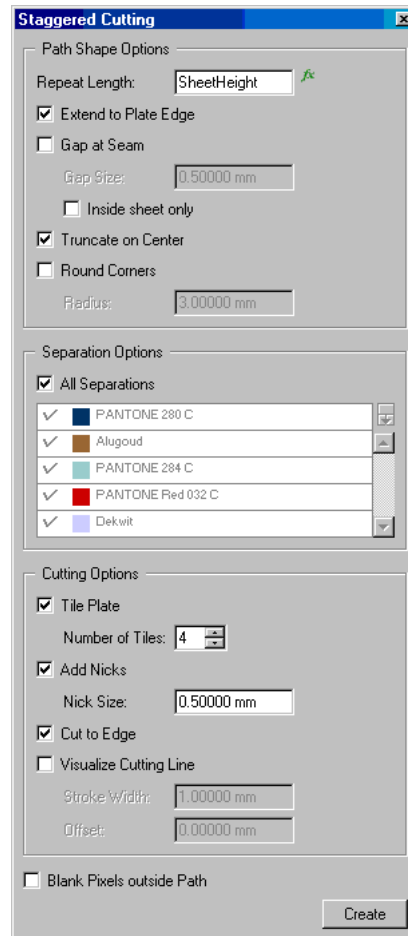 Staggered Cutting
Path Shape Options
Repeat Length: SheetHeight fx
Extend to Plate Edge
Gap at Seam
Gap Size: 0.50000 mm
Inside sheet only
Truncate on Center
Round Corners
Radius: 3.00000 mm
Separation Options
All Separations
PANTONE 280 C
Alugoud
PANTONE 284 C
PANTONE Red 032 C
Dekwit
Cutting Options
Tile Plate
Number of Tiles: 4
Add Nicks
Nick Size: 0.50000 mm
Cut to Edge
Visualize Cutting Line
Stroke Width: 1.00000 mm
Offset: 0.00000 mm
Blank Pixels outside Path
Create